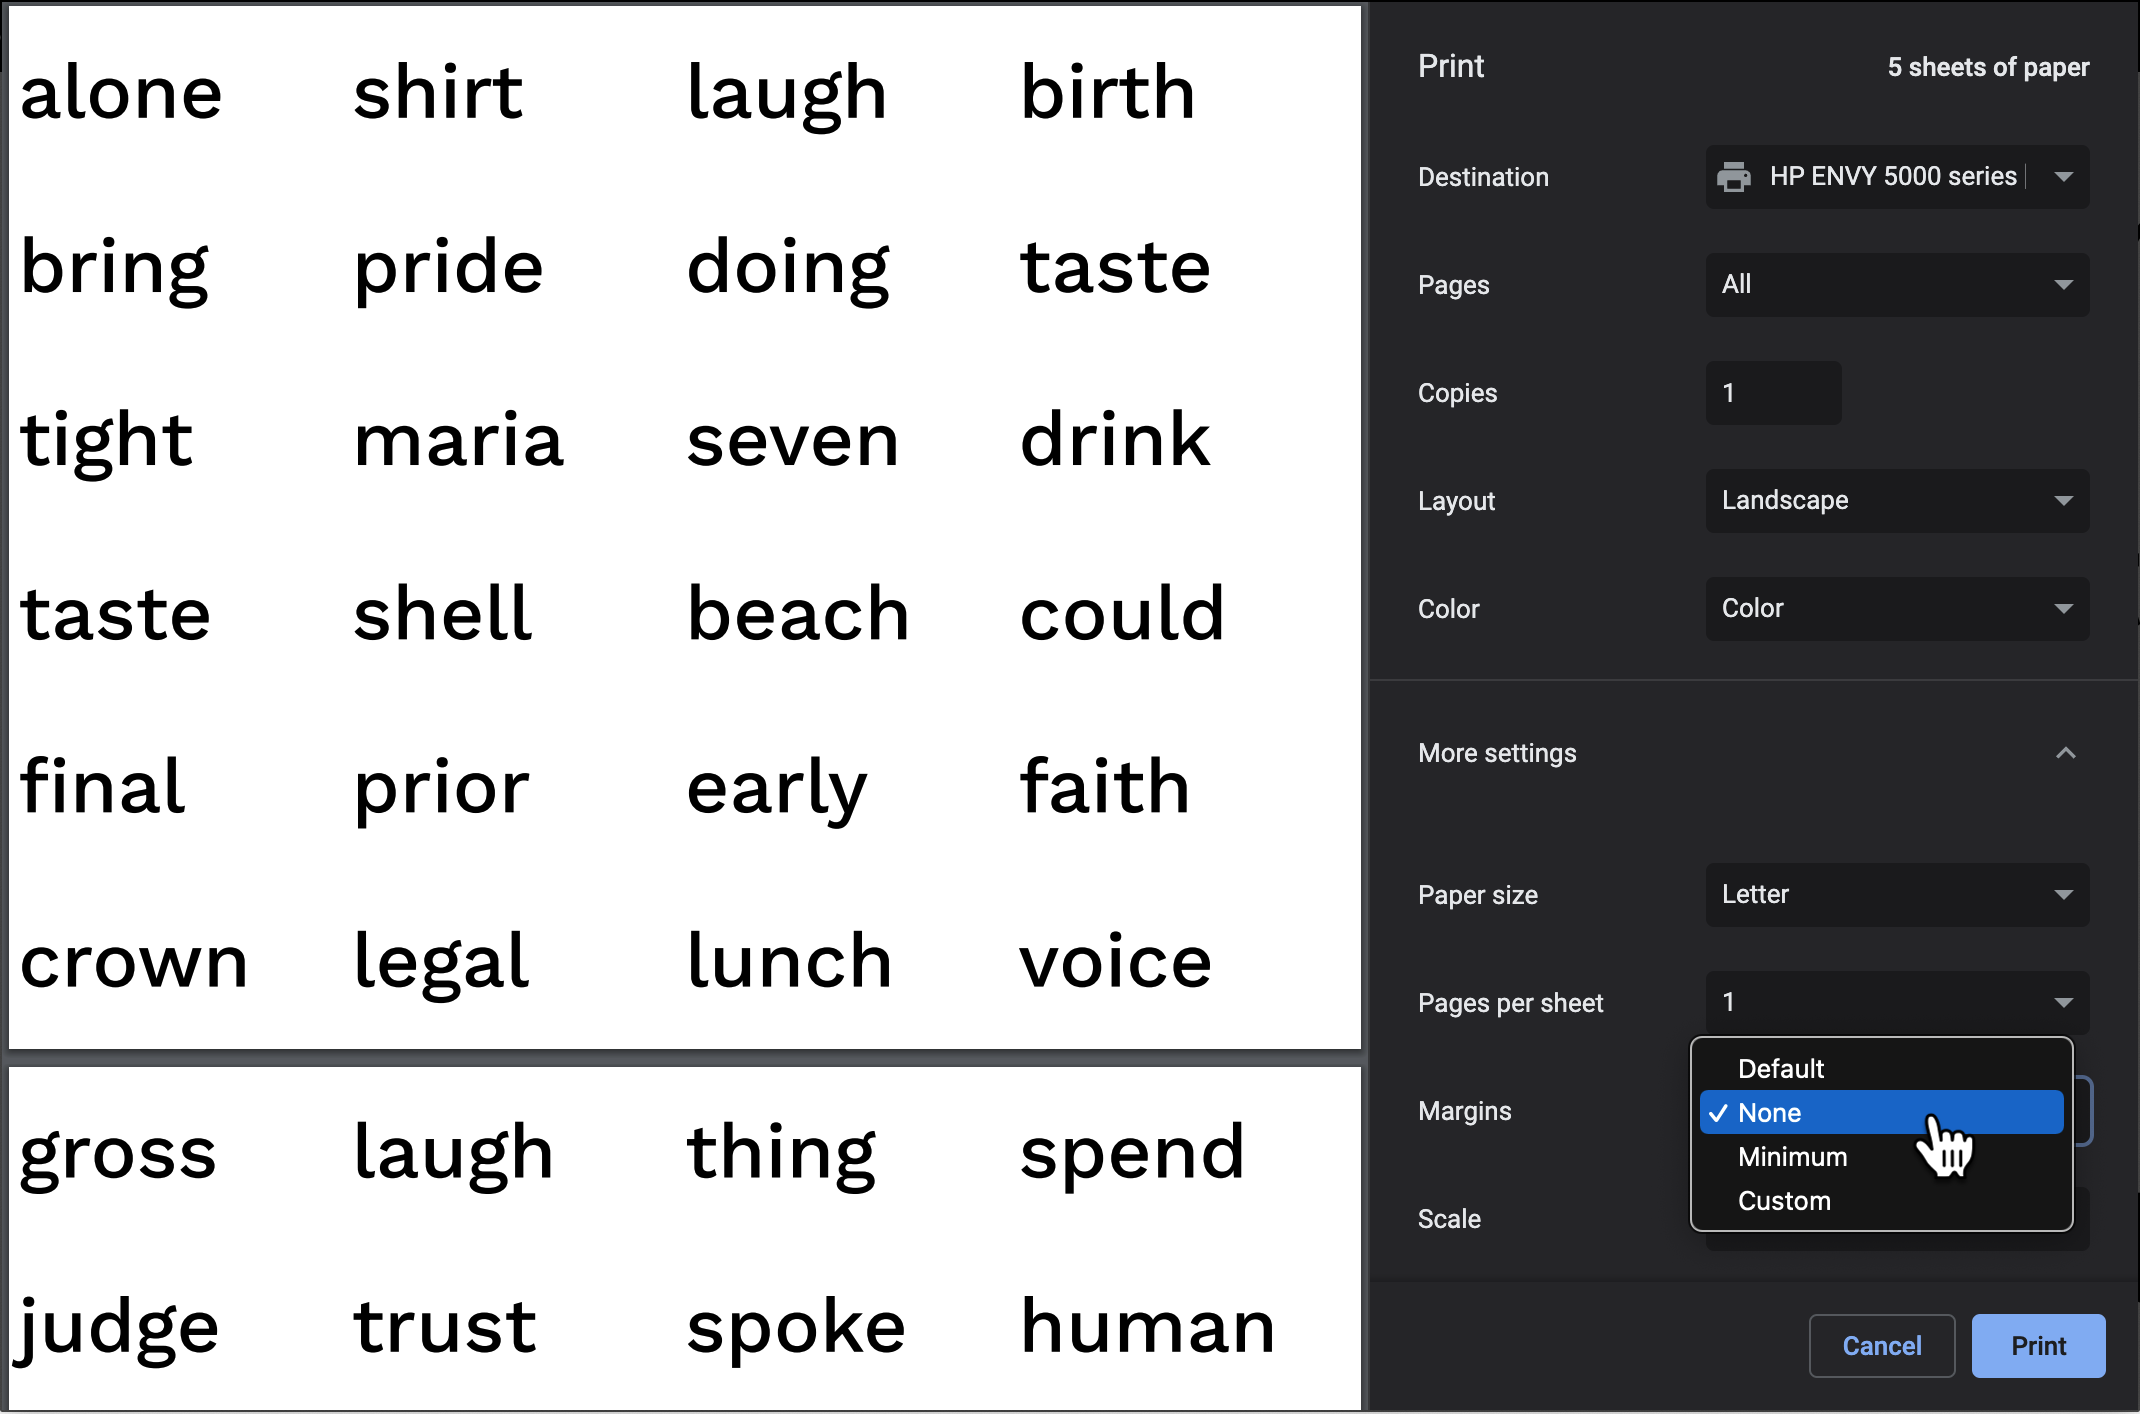 alone shirt laugh birth
bring pride doing taste
tight maria seven drink
taste shell beach could
final prior early faith
crown legal lunch voice
gross laugh thing spend
judge trust spoke human
Print 5 sheets of paper
Destination HP ENVY 5000 series
Pages All
Copies 1
Layout Landscape
Color Color
More settings
Paper size Letter
Pages per sheet 1
Default
Margins ✓ None
Minimum
Custom
Scale
Cancel Print